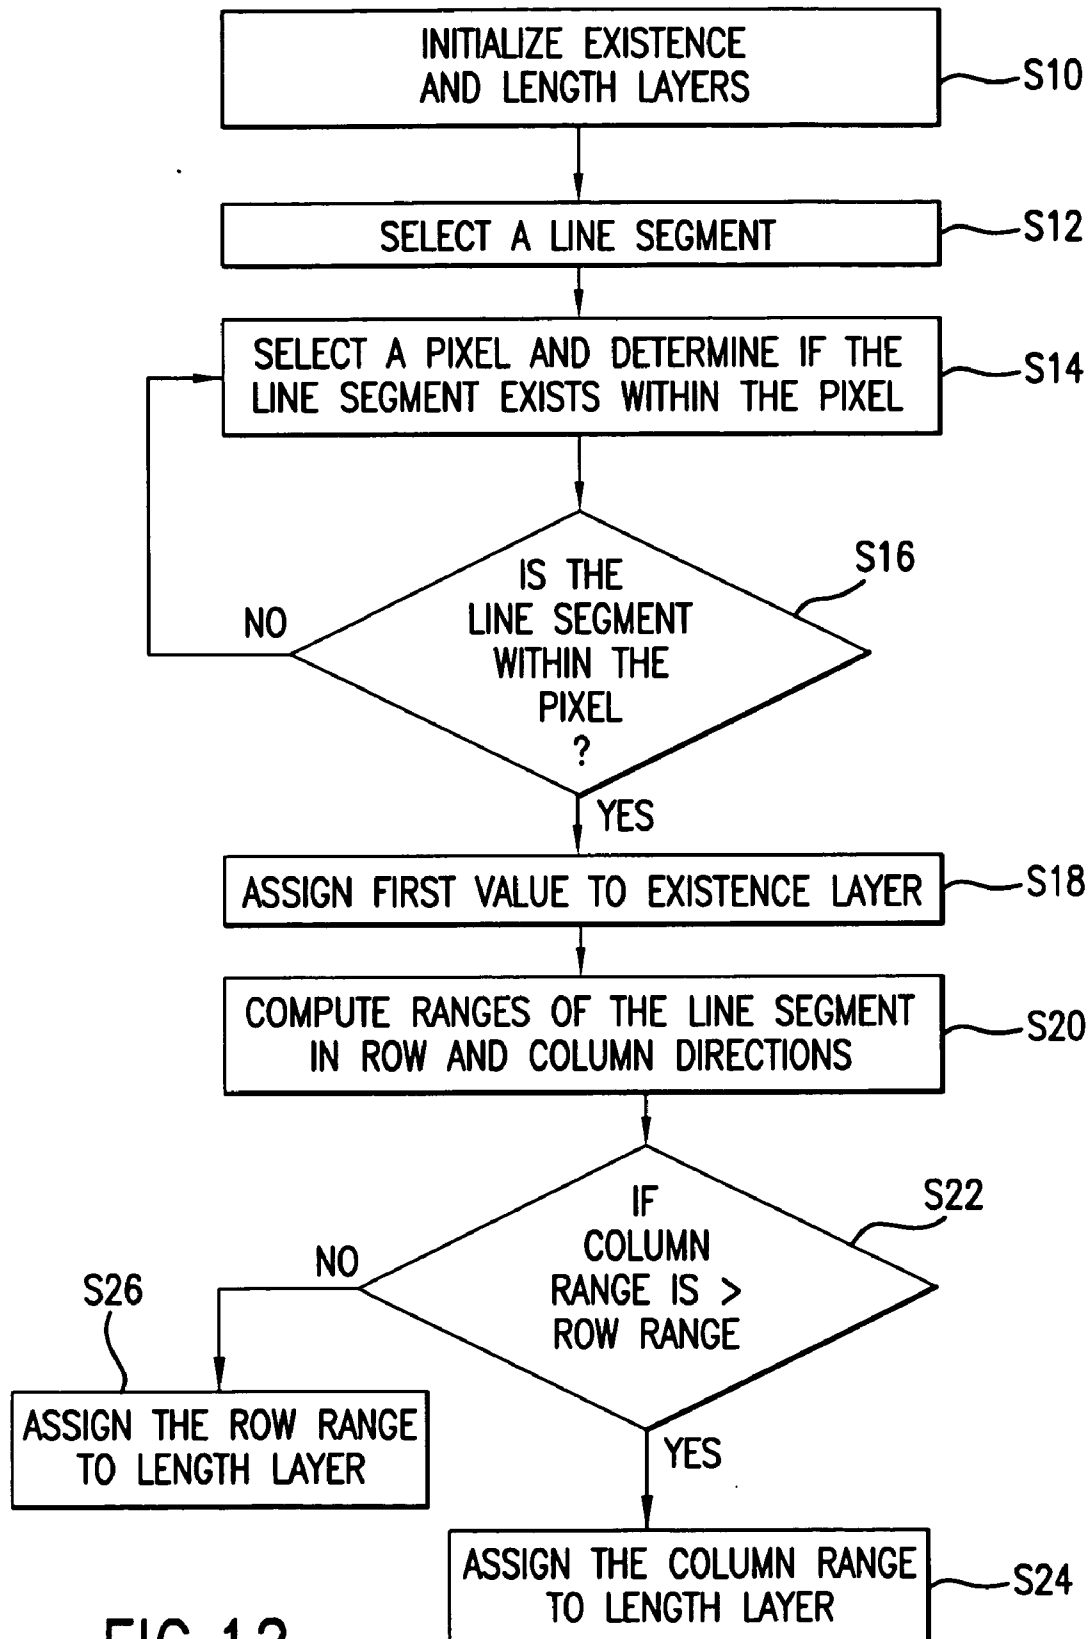 INITIALIZE EXISTENCE
AND LENGTH LAYERS
S10
SELECT A LINE SEGMENT
S12
SELECT A PIXEL AND DETERMINE IF THE
LINE SEGMENT EXISTS WITHIN THE PIXEL
S14
IS THE
LINE SEGMENT
WITHIN THE
PIXEL
?
S16
NO
YES
ASSIGN FIRST VALUE TO EXISTENCE LAYER
S18
COMPUTE RANGES OF THE LINE SEGMENT
IN ROW AND COLUMN DIRECTIONS
S20
IF
COLUMN
RANGE IS >
ROW RANGE
S22
NO
S26
ASSIGN THE ROW RANGE
TO LENGTH LAYER
YES
ASSIGN THE COLUMN RANGE
TO LENGTH LAYER
S24